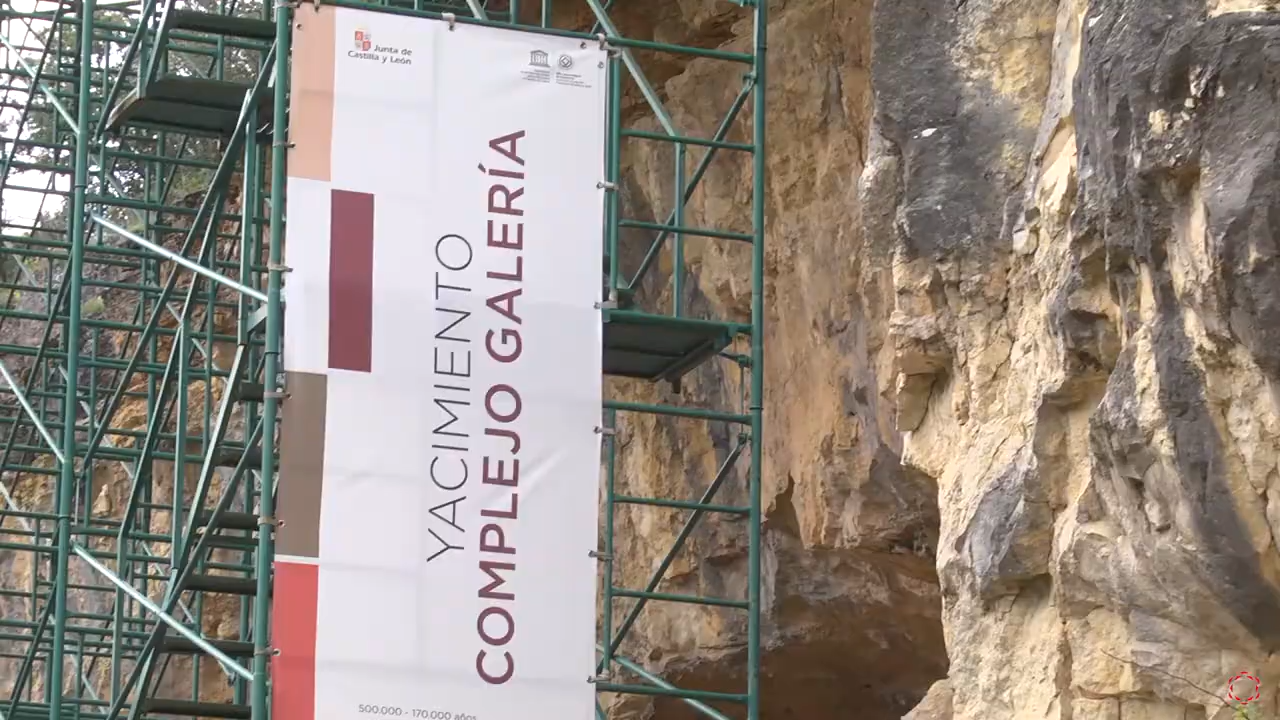 Junta de
Castilla y León
YACIMIENTO
COMPLEJO GALERÍA
500.000 - 170.000 años